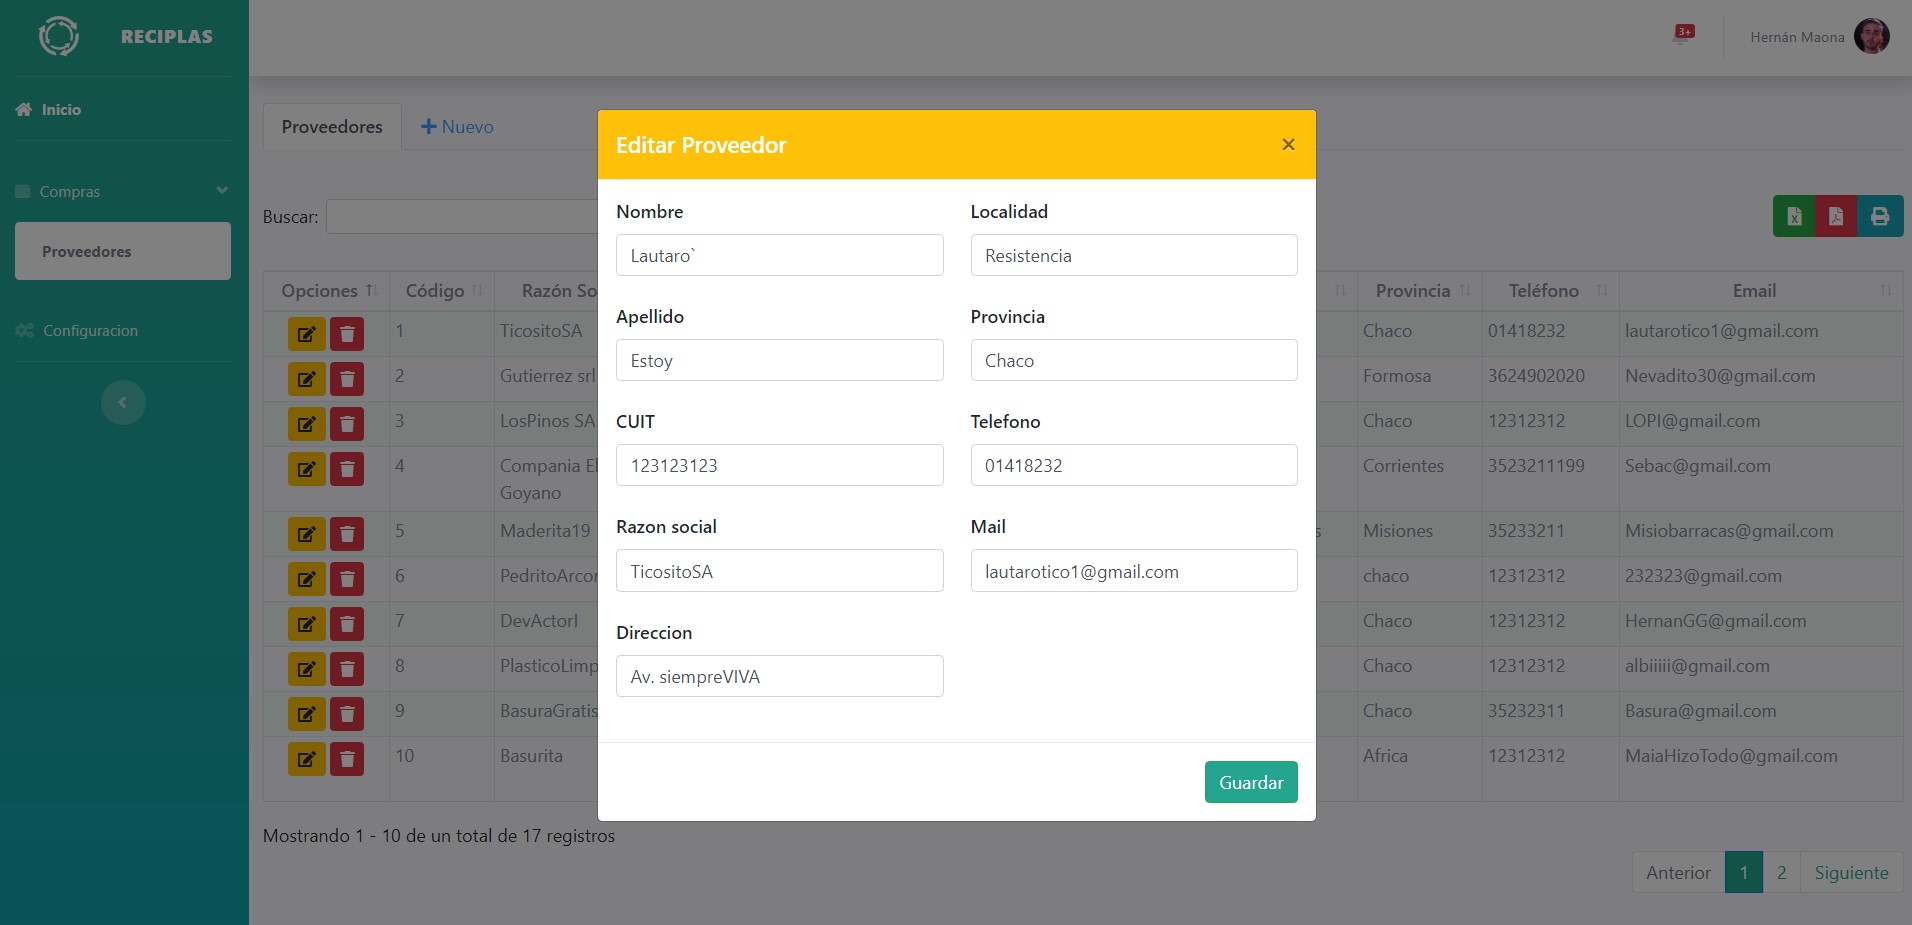 RECIPLAS
3+
Hernán Maona
Inicio
Compras
Proveedores
Configuracion
Proveedores
Nuevo
Buscar:
Editar Proveedor
×
Nombre
Localidad
Lautaro`
Resistencia
Apellido
Provincia
Estoy
Chaco
CUIT
Telefono
123123123
01418232
Razon social
Mail
TicositoSA
lautarotico1@gmail.com
Direccion
Av. siempreVIVA
Guardar
Opciones Código Razón So Provincia Teléfono Email
1 TicositoSA Chaco 01418232 lautarotico1@gmail.com
2 Gutierrez srl Formosa 3624902020 Nevadito30@gmail.com
3 LosPinos SA Chaco 12312312 LOPI@gmail.com
4 Compania El Corrientes 3523211199 Sebac@gmail.com
Goyano
5 Maderita19 s Misiones 35233211 Misiobarracas@gmail.com
6 PedritoArcor chaco 12312312 232323@gmail.com
7 DevActorI Chaco 12312312 HernanGG@gmail.com
8 PlasticoLimp Chaco 12312312 albiiiii@gmail.com
9 BasuraGratis Chaco 35232311 Basura@gmail.com
10 Basurita Africa 12312312 MaiaHizoTodo@gmail.com
Mostrando 1 - 10 de un total de 17 registros
Anterior 1 2 Siguiente